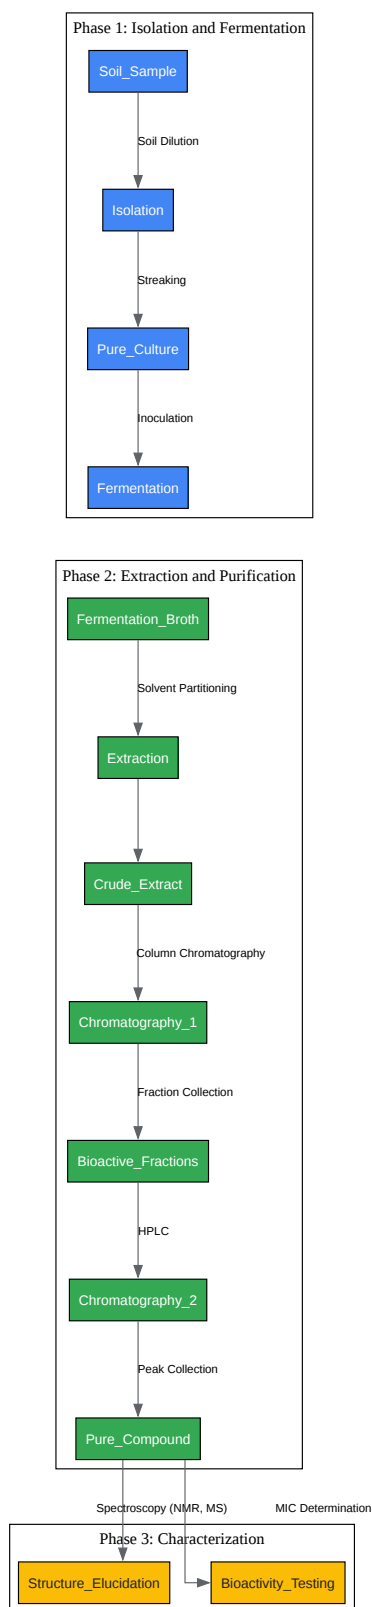 Phase 1: Isolation and Fermentation
Soil_Sample
Soil Dilution
Isolation
Streaking
Pure_Culture
Inoculation
Fermentation
Phase 2: Extraction and Purification
Fermentation_Broth
Solvent Partitioning
Extraction
Crude_Extract
Column Chromatography
Chromatography_1
Fraction Collection
Bioactive_Fractions
HPLC
Chromatography_2
Peak Collection
Pure_Compound
Spectroscopy (NMR, MS)
MIC Determination
Phase 3: Characterization
Structure_Elucidation
Bioactivity_Testing